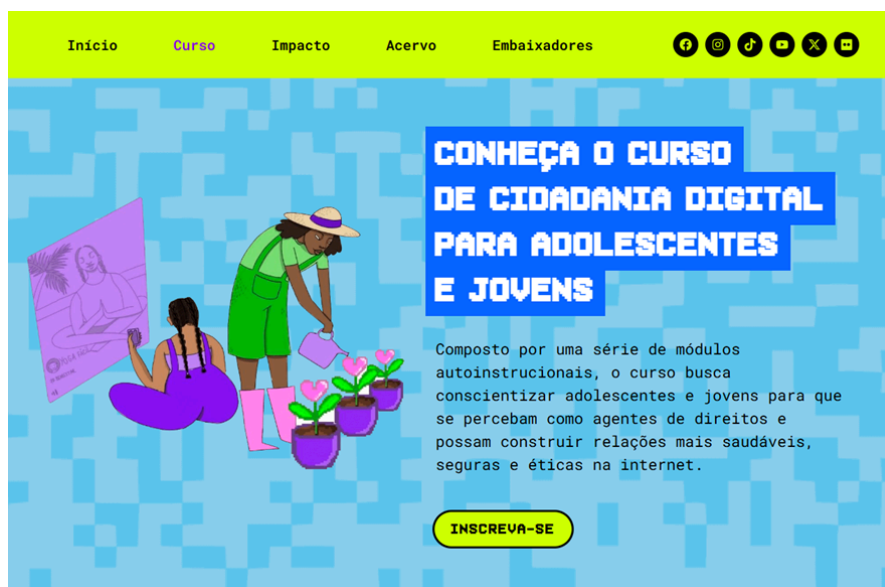 Início Curso Impacto Acervo Embaixadores
CONHEÇA O CURSO
DE CIDADANIA DIGITAL
PARA ADOLESCENTES
E JOVENS
Composto por uma série de módulos
autoinstrucionais, o curso busca
conscientizar adolescentes e jovens para que
se percebam como agentes de direitos e
possam construir relações mais saudáveis,
seguras e éticas na internet.
INSCREVA-SE